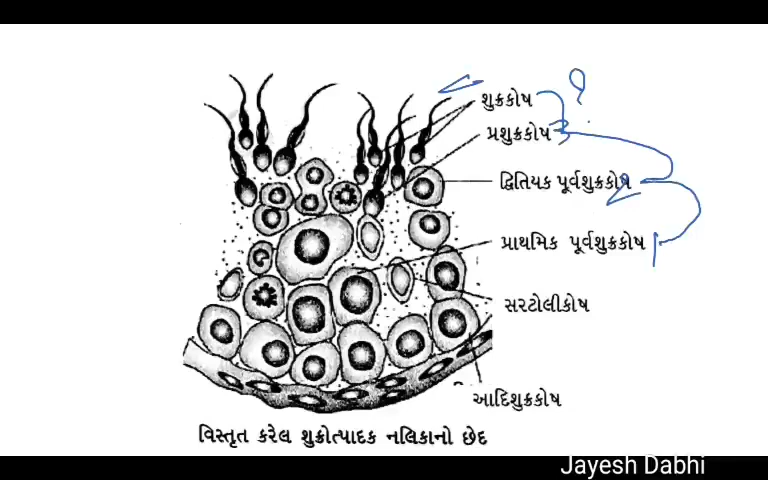 શુક્રકોષ
પ્રશુક્રકોષ
દ્વિતિયક પૂર્વશુક્રકોષ
પ્રાથમિક પૂર્વશુક્રકોષ
સરટોલીકોષ
આદિશુક્રકોષ
વિસ્તૃત કરેલ શુક્રોત્પાદક નલિકાનો છેદ
Jayesh Dabhi